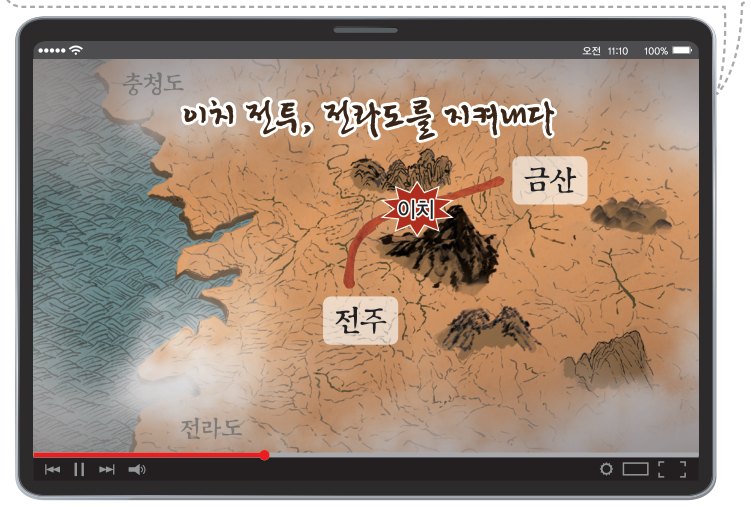 오전 11:10 100%
충청도
이치 전투, 전라도를 지켜내다
금산
이치
전주
전라도